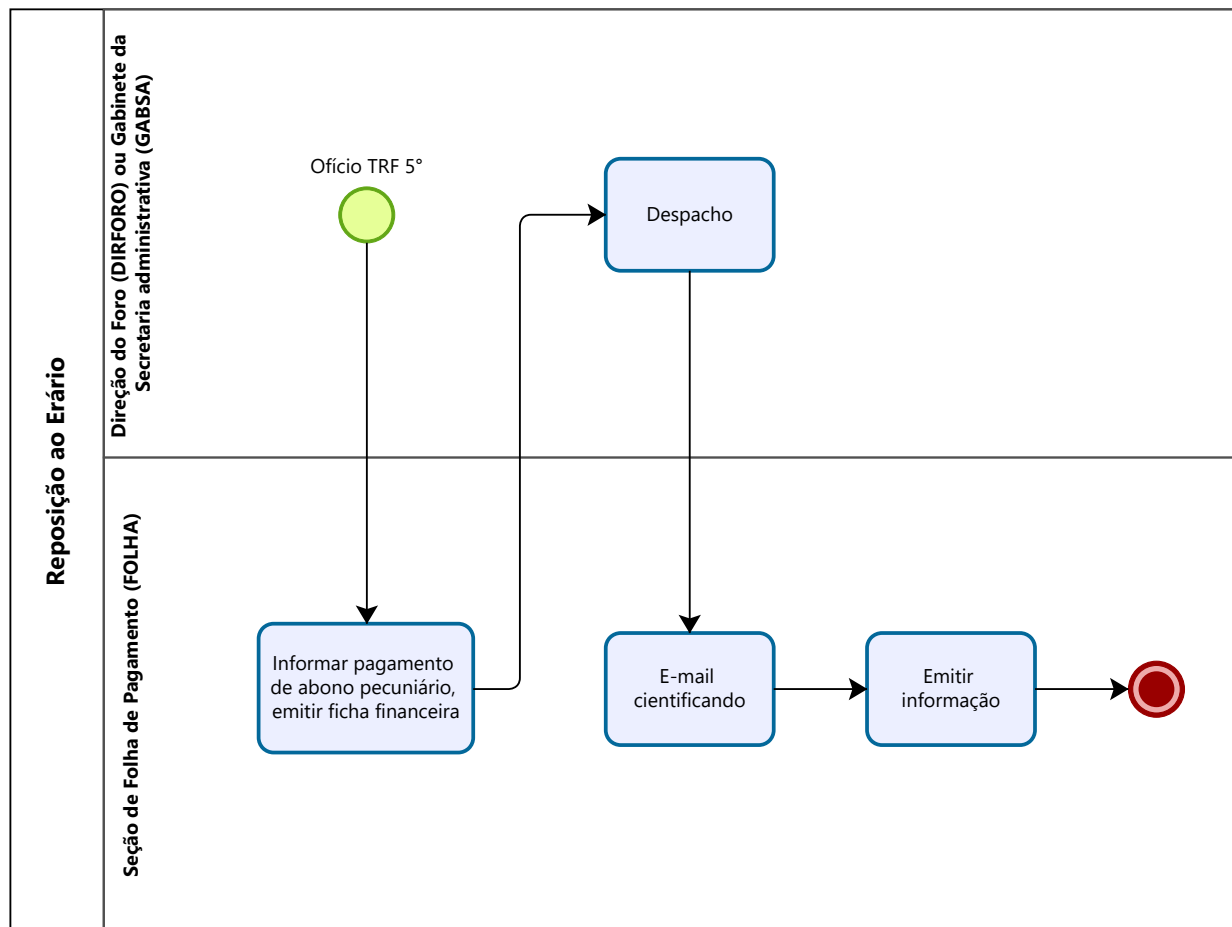 Reposição ao Erário
Direção do Foro (DIRFORO) ou Gabinete da
Secretaria administrativa (GABSA)
Ofício TRF 5°
Despacho
Seção de Folha de Pagamento (FOLHA)
Informar pagamento
de abono pecuniário,
emitir ficha financeira
E-mail
cientificando
Emitir
informação